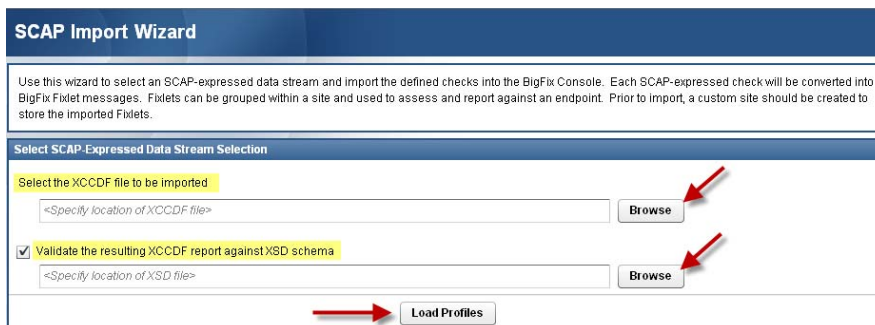 SCAP Import Wizard
Use this wizard to select an SCAP-expressed data stream and import the defined checks into the BigFix Console. Each SCAP-expressed check will be converted into
BigFix Fixlet messages. Fixlets can be grouped within a site and used to assess and report against an endpoint. Prior to import, a custom site should be created to
store the imported Fixlets.
Select SCAP-Expressed Data Stream Selection
Select the XCCDF file to be imported
<Specify location of XCCDF file>
Browse
Validate the resulting XCCDF report against XSD schema
<Specify location of XSD file>
Browse
Load Profiles